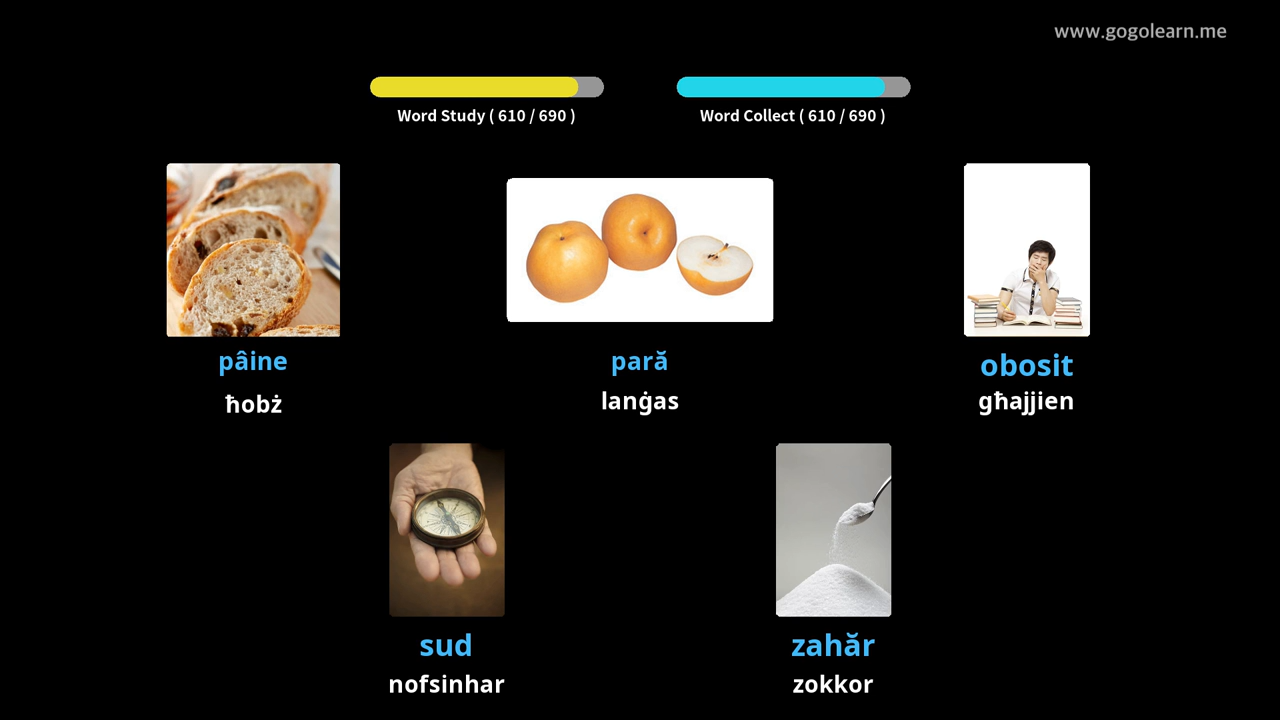 www.gogolearn.me
Word Study ( 610 / 690 )
Word Collect ( 610 / 690 )
pâine
ħobż
pară
lanġas
obosit
għajjien
sud
nofsinhar
zahăr
zokkor